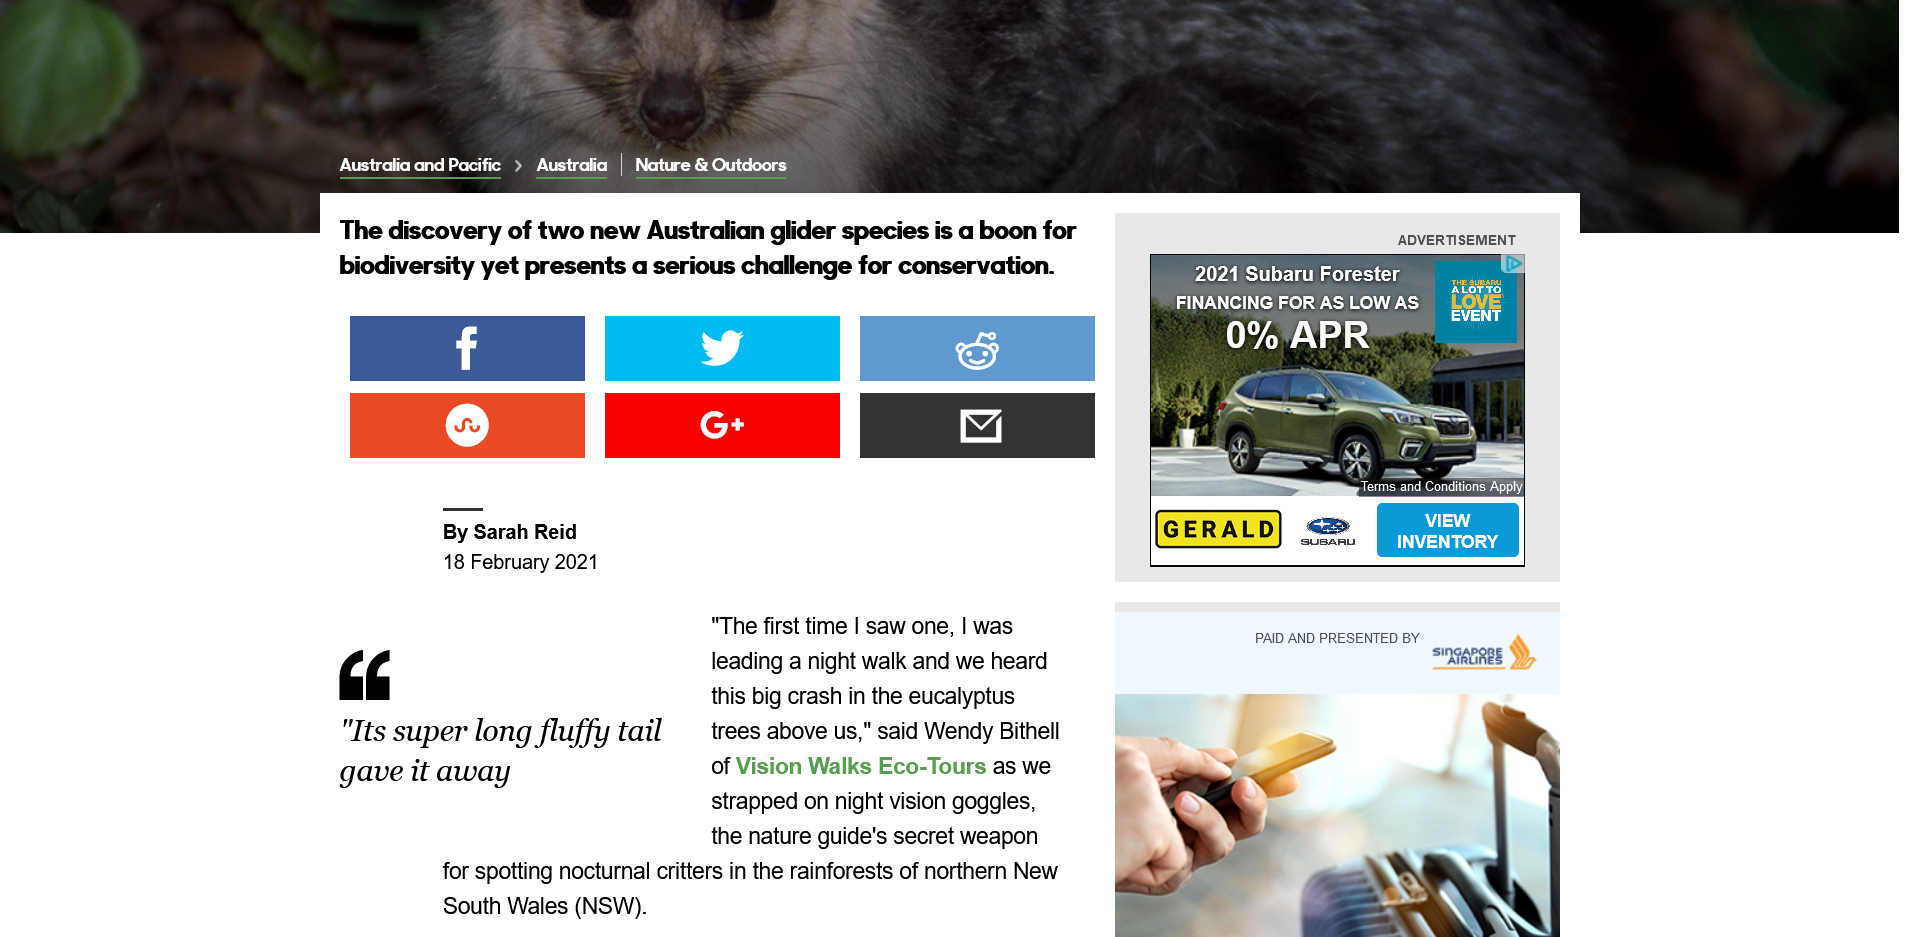 Australia and Pacific
Australia
Nature & Outdoors
The discovery of two new Australian glider species is a boon for
biodiversity yet presents a serious challenge for conservation.
By Sarah Reid
18 February 2021
"Its super long fluffy tail
gave it away
"The first time I saw one, I was
leading a night walk and we heard
this big crash in the eucalyptus
trees above us," said Wendy Bithell
of Vision Walks Eco-Tours as we
strapped on night vision goggles,
the nature guide's secret weapon
for spotting nocturnal critters in the rainforests of northern New
South Wales (NSW).
ADVERTISEMENT
2021 Subaru Forester
FINANCING FOR AS LOW AS
0% APR
THE SUBARU
A LOT TO
LOVE
EVENT
Terms and Conditions Apply
GERALD
SUBARU
VIEW
INVENTORY
PAID AND PRESENTED BY
SINGAPORE
AIRLINES